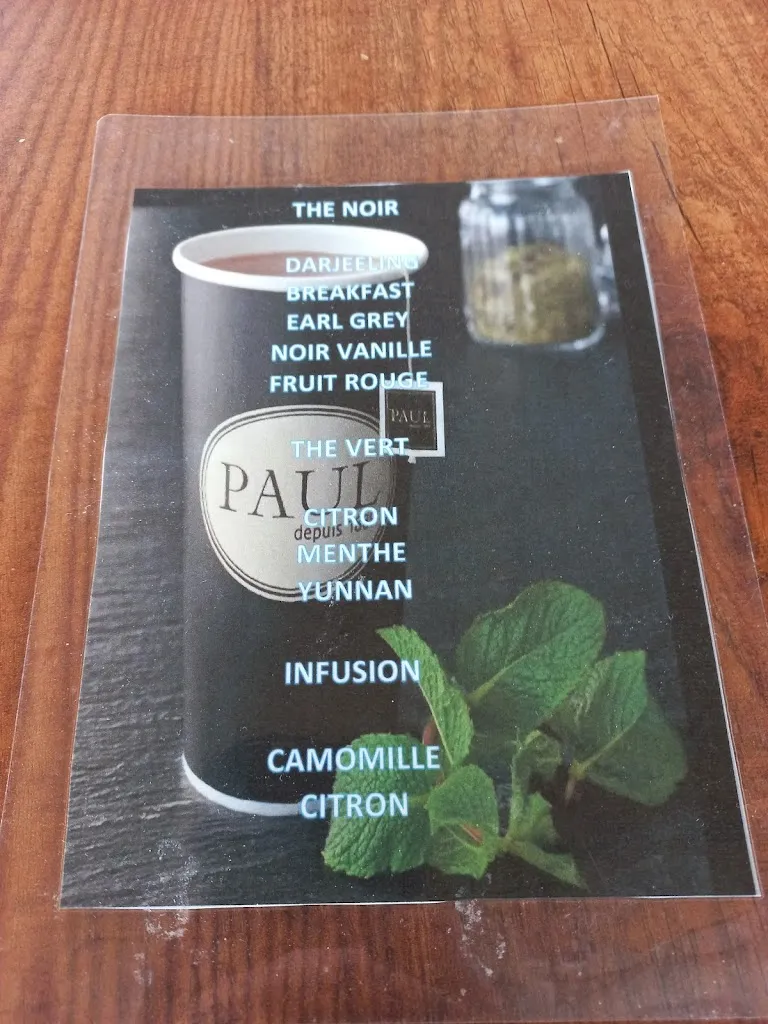 THE NOIR
DARJEELING
BREAKFAST
EARL GREY
NOIR VANILLE
FRUIT ROUGE
PAUL
THE VERT
PAUL
CITRON
depuis
MENTHE
YUNNAN
INFUSION
CAMOMILLE
CITRON